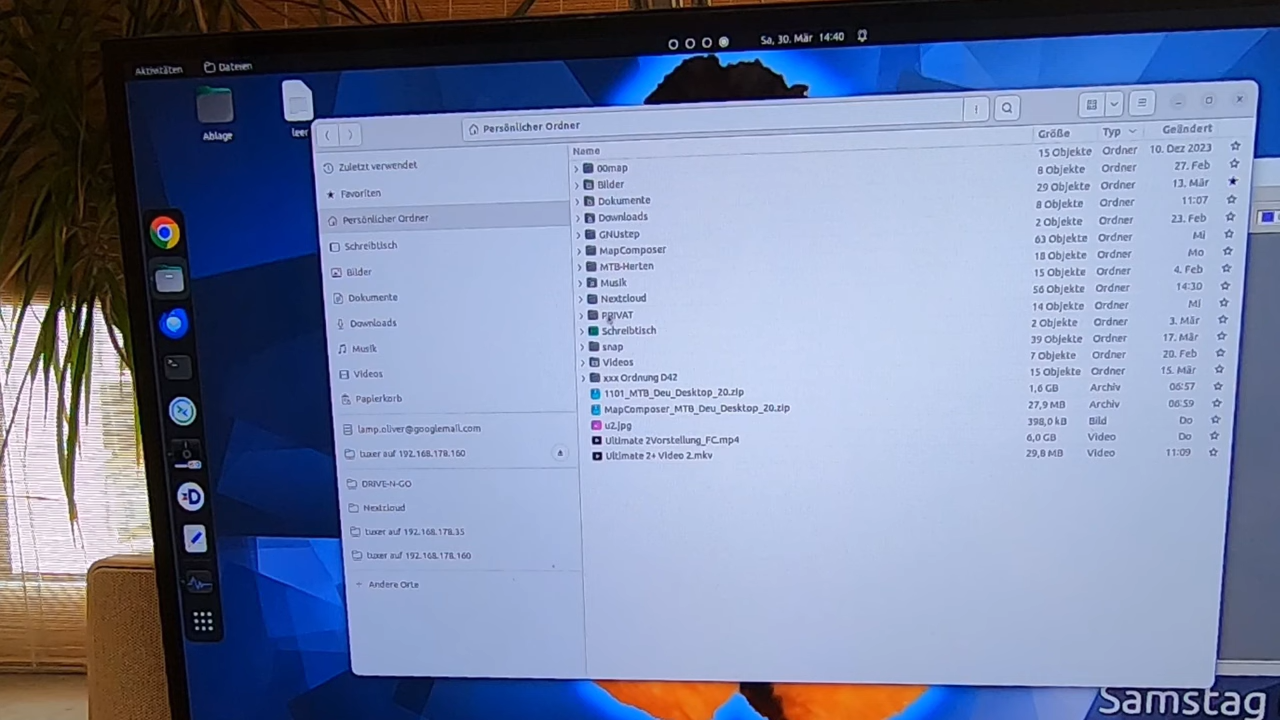 Aktivitäten Dateien Sa, 30. Mär 14:40
Ablage leer
Persönlicher Ordner
Zuletzt verwendet
Favoriten
Persönlicher Ordner
Schreibtisch
Bilder
Dokumente
Downloads
Musik
Videos
Papierkorb
lamp.oliver@googlemail.com
tuxer auf 192.168.178.160
DRIVE-N-GO
Nextcloud
tuxer auf 192.168.178.35
tuxer auf 192.168.178.160
+ Andere Orte
Name Größe Typ Geändert
00map 15 Objekte Ordner 10. Dez 2023
Bilder 8 Objekte Ordner 27. Feb
Dokumente 29 Objekte Ordner 13. Mär
Downloads 8 Objekte Ordner 11:07
GNUstep 2 Objekte Ordner 23. Feb
MapComposer 63 Objekte Ordner Mi
MTB-Herten 18 Objekte Ordner Mo
Musik 15 Objekte Ordner 4. Feb
Nextcloud 56 Objekte Ordner 14:30
PRIVAT 14 Objekte Ordner Mi
Schreibtisch 2 Objekte Ordner 3. Mär
snap 39 Objekte Ordner 17. Mär
Videos 7 Objekte Ordner 20. Feb
xxx Ordnung D42 15 Objekte Ordner 15. Mär
1101_MTB_Deu_Desktop_20.zip 1,6 GB Archiv 06:57
MapComposer_MTB_Deu_Desktop_20.zip 27,9 MB Archiv 06:59
u2.jpg 398,0 kB Bild Do
Ultimate 2Vorstellung_FC.mp4 6,0 GB Video Do
Ultimate 2+ Video 2.mkv 29,8 MB Video 11:09
Samstag